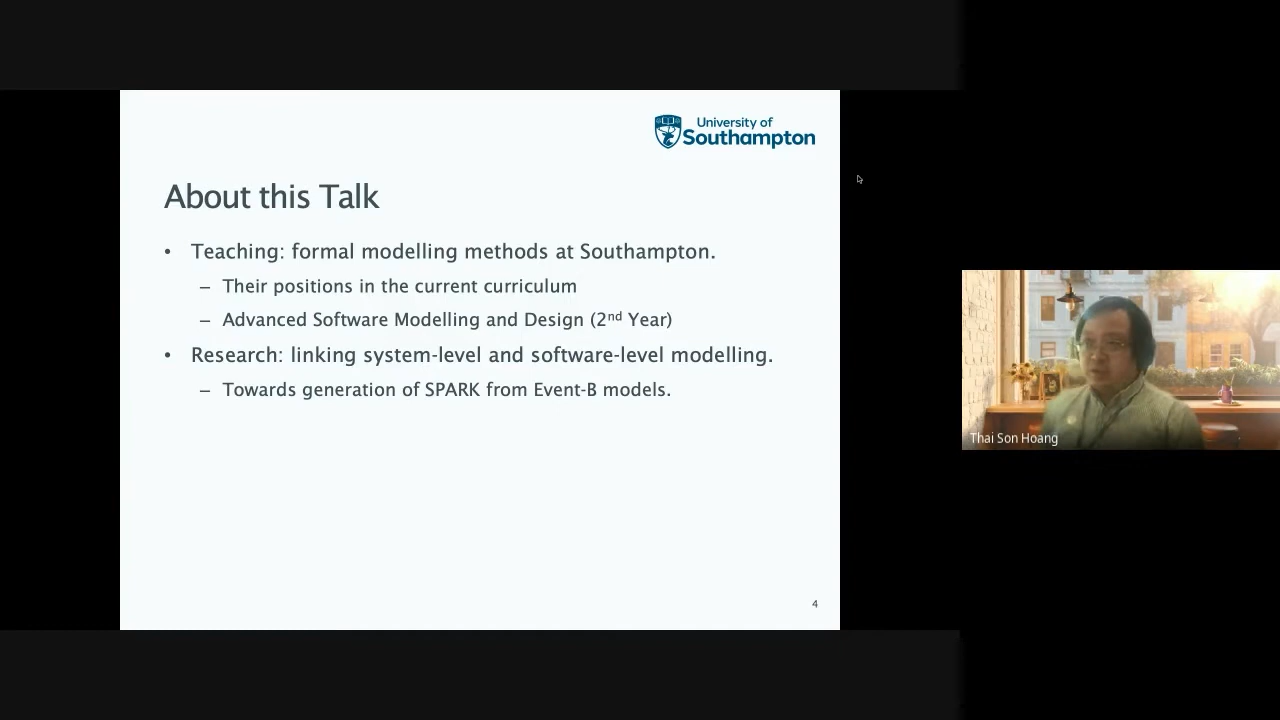 University of
Southampton
About this Talk
• Teaching: formal modelling methods at Southampton.
– Their positions in the current curriculum
– Advanced Software Modelling and Design (2nd Year)
• Research: linking system-level and software-level modelling.
– Towards generation of SPARK from Event-B models.
4
Thai Son Hoang